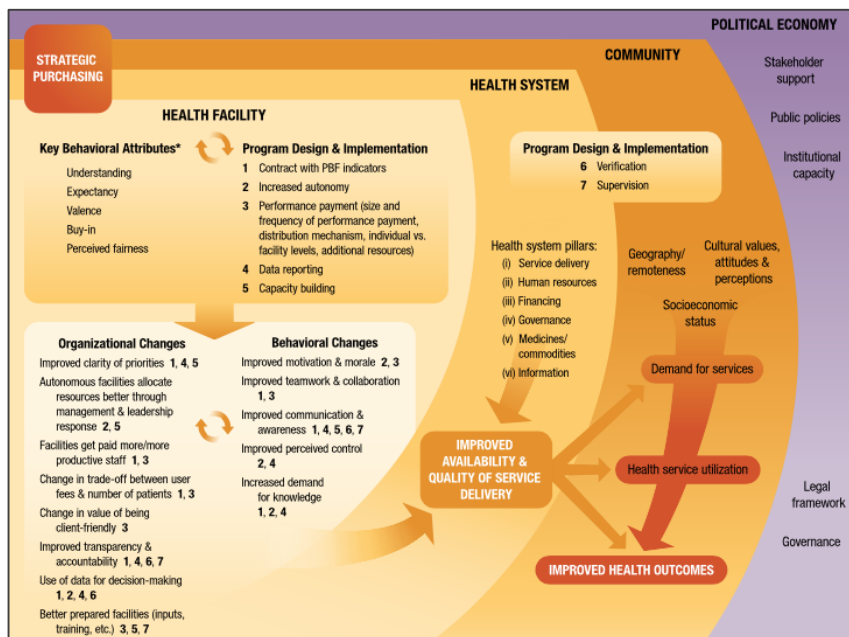 POLITICAL ECONOMY
STRATEGIC
PURCHASING
COMMUNITY
HEALTH SYSTEM
HEALTH FACILITY
Stakeholder
support
Public policies
Institutional
capacity
Key Behavioral Attributes*
Understanding
Expectancy
Valence
Buy-in
Perceived fairness
Program Design & Implementation
1 Contract with PBF indicators
2 Increased autonomy
3 Performance payment (size and
frequency of performance payment,
distribution mechanism, individual vs.
facility levels, additional resources)
4 Data reporting
5 Capacity building
Program Design & Implementation
6 Verification
7 Supervision
Health system pillars:
(i) Service delivery
(ii) Human resources
(iii) Financing
(iv) Governance
(v) Medicines/
commodities
(vi) Information
Geography/
remoteness
Cultural values,
attitudes &
perceptions
Socioeconomic
status
Organizational Changes
Improved clarity of priorities 1, 4, 5
Autonomous facilities allocate
resources better through
management & leadership
response 2, 5
Facilities get paid more/more
productive staff 1, 3
Change in trade-off between user
fees & number of patients 1, 3
Change in value of being
client-friendly 3
Improved transparency &
accountability 1, 4, 6, 7
Use of data for decision-making
1, 2, 4, 6
Better prepared facilities (inputs,
training, etc.) 3, 5, 7
Behavioral Changes
Improved motivation & morale 2, 3
Improved teamwork & collaboration
1, 3
Improved communication &
awareness 1, 4, 5, 6, 7
Improved perceived control
2, 4
Increased demand
for knowledge
1, 2, 4
IMPROVED
AVAILABILITY &
QUALITY OF SERVICE
DELIVERY
Demand for services
Health service utilization
IMPROVED HEALTH OUTCOMES
Legal
framework
Governance